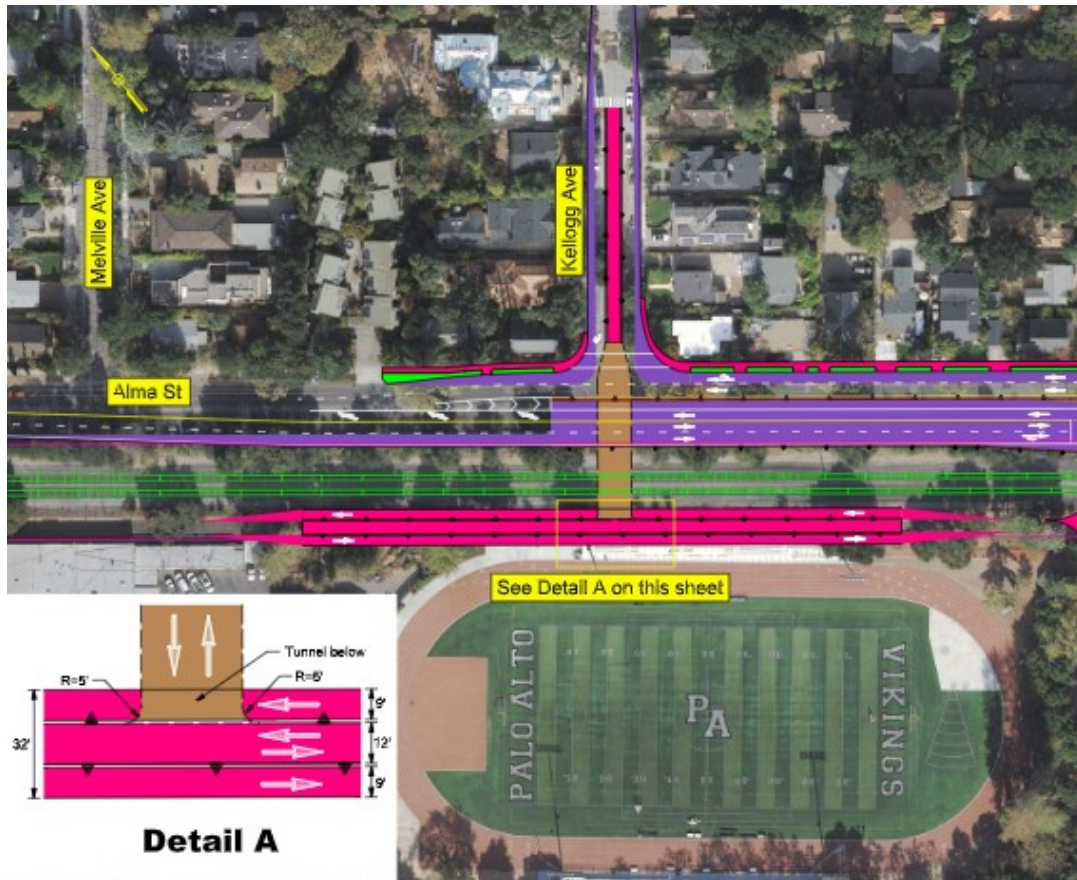 Melville Ave
Kellogg Ave
Alma St
See Detail A on this sheet
Tunnel below
R=5'
R=5'
9'
32'
12'
9'
Detail A
PALO ALTO
PA
VIKINGS